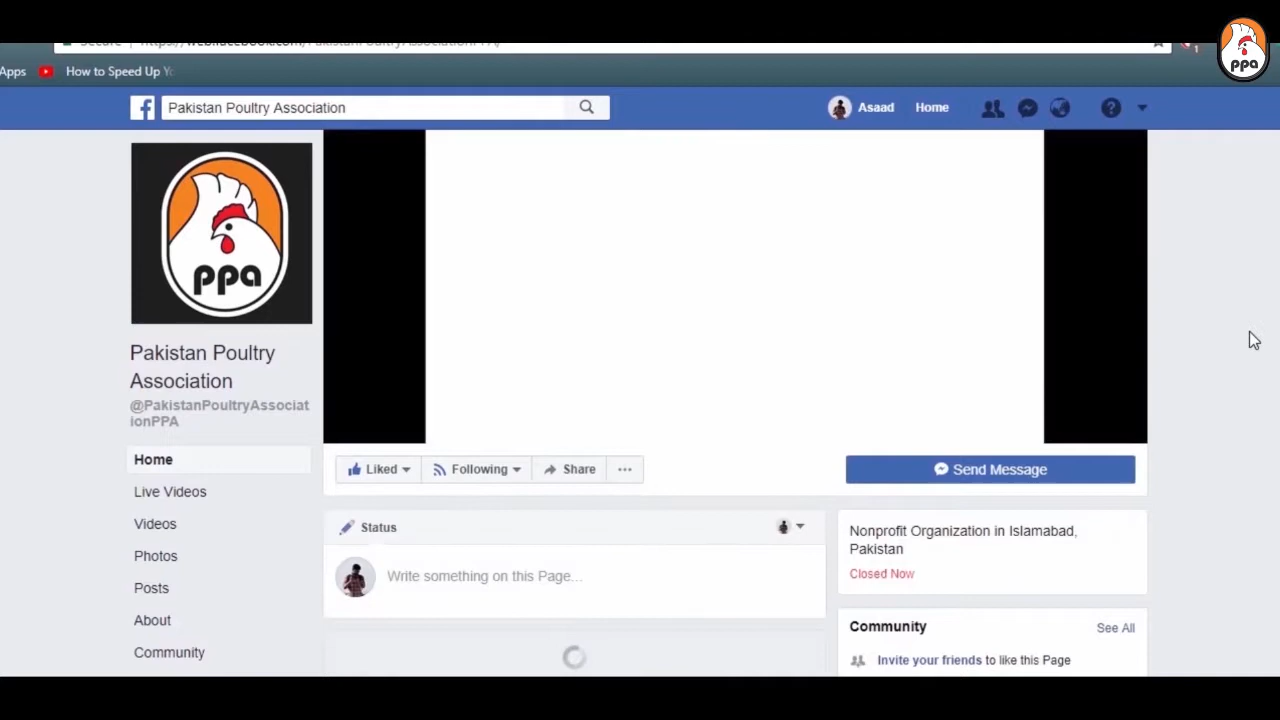 ppa
Apps How to Speed Up
Pakistan Poultry Association
Asaad Home
ppa
Pakistan Poultry
Association
@PakistanPoultryAssociat
ionPPA
Home
Live Videos
Videos
Photos
Posts
About
Community
Liked Following Share
Send Message
Status
Write something on this Page...
Nonprofit Organization in Islamabad,
Pakistan
Closed Now
Community See All
Invite your friends to like this Page